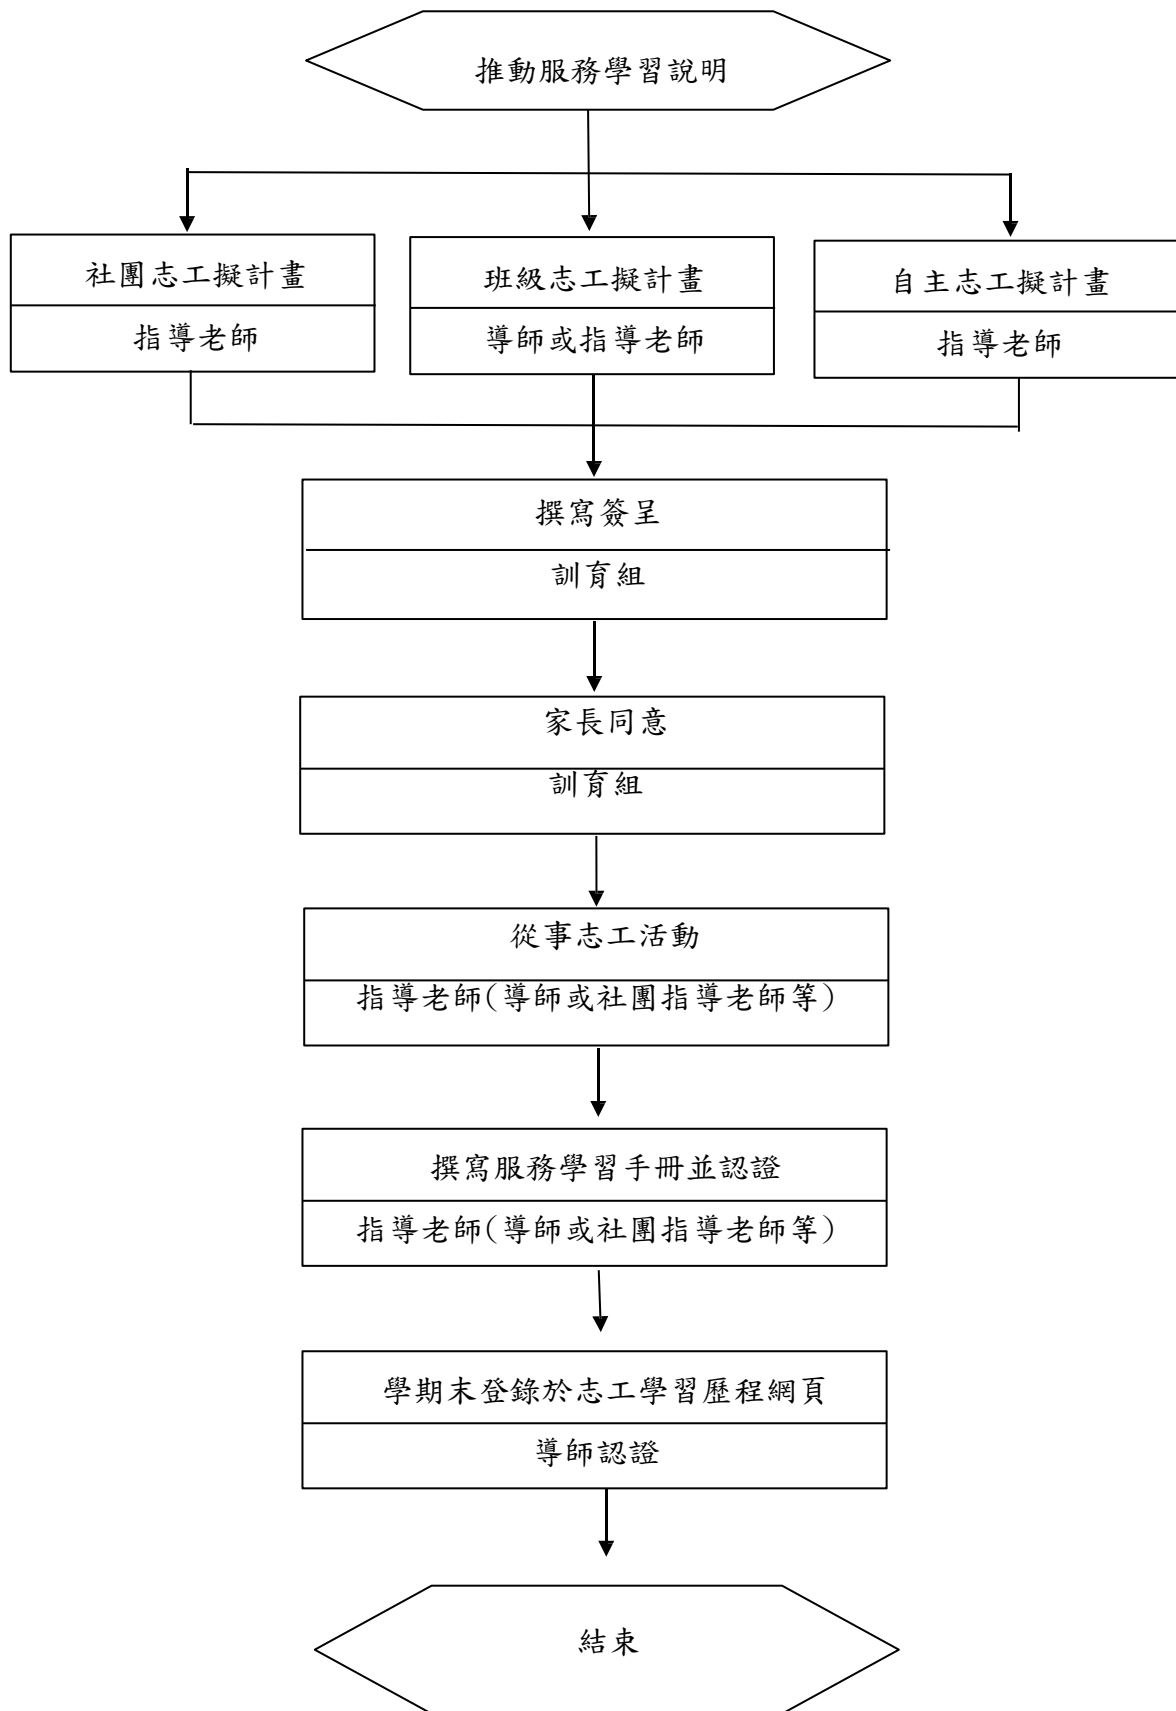 推動服務學習說明
社團志工擬計畫
指導老師
班級志工擬計畫
導師或指導老師
自主志工擬計畫
指導老師
撰寫簽呈
訓育組
家長同意
訓育組
從事志工活動
指導老師(導師或社團指導老師等)
撰寫服務學習手冊並認證
指導老師(導師或社團指導老師等)
學期末登錄於志工學習歷程網頁
導師認證
結束